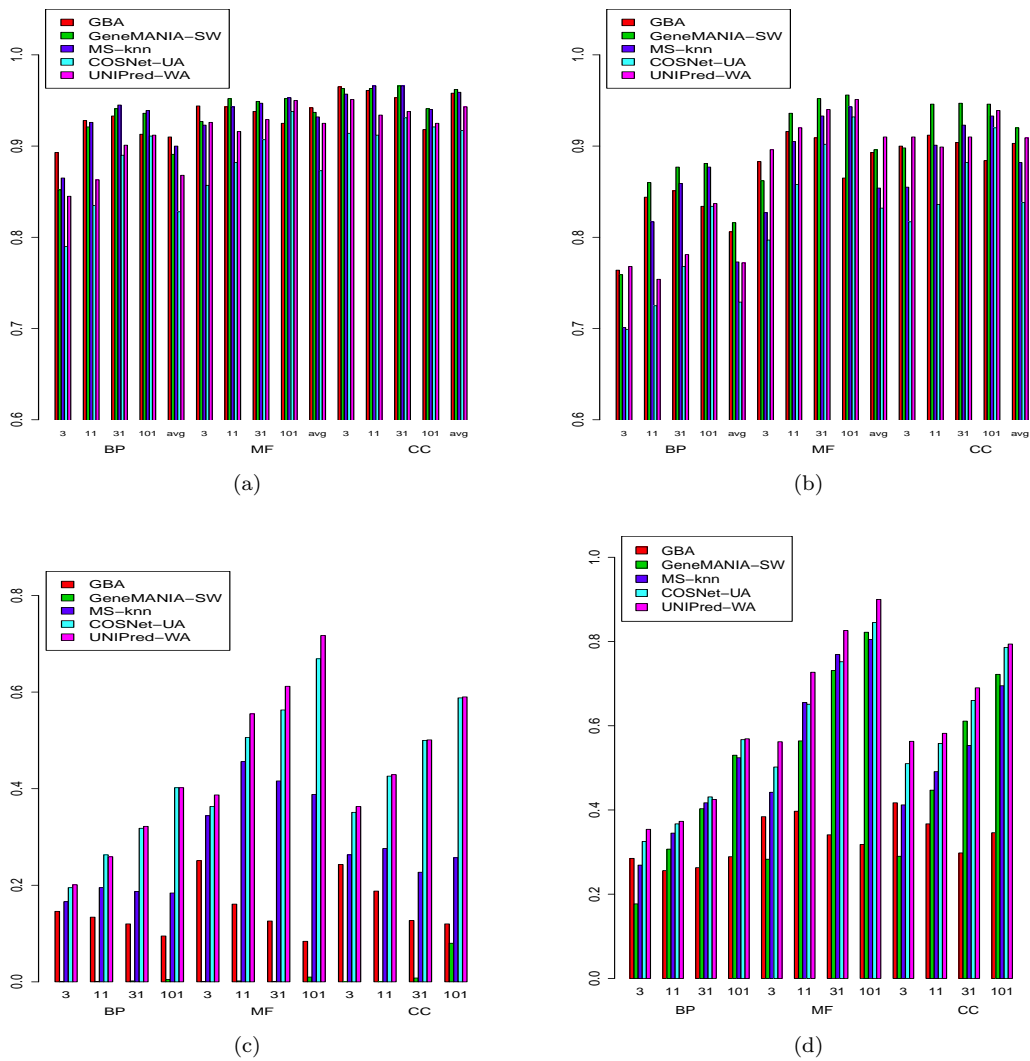 GBA
GeneMANIA−SW
MS−knn
COSNet−UA
UNIPred−WA
1.0
0.9
0.8
0.7
0.6
3 11 31 101 avg 3 11 31 101 avg 3 11 31 101 avg
BP MF CC
(a)
GBA
GeneMANIA−SW
MS−knn
COSNet−UA
UNIPred−WA
1.0
0.9
0.8
0.7
0.6
3 11 31 101 avg 3 11 31 101 avg 3 11 31 101 avg
BP MF CC
(b)
GBA
GeneMANIA−SW
MS−knn
COSNet−UA
UNIPred−WA
0.8
0.6
0.4
0.2
0.0
3 11 31 101 3 11 31 101 3 11 31 101
BP MF CC
(c)
GBA
GeneMANIA−SW
MS−knn
COSNet−UA
UNIPred−WA
1.0
0.8
0.6
0.4
0.2
0.0
3 11 31 101 3 11 31 101 3 11 31 101
BP MF CC
(d)